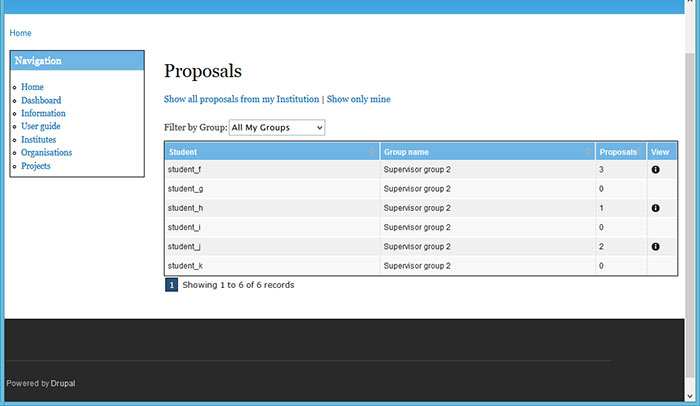 Home
Navigation
Home
Dashboard
Information
User guide
Institutes
Organisations
Projects
Proposals
Show all proposals from my Institution | Show only mine
Filter by Group: All My Groups
Student Group name Proposals View
student_f Supervisor group 2 3
student_g Supervisor group 2 0
student_h Supervisor group 2 1
student_i Supervisor group 2 0
student_j Supervisor group 2 2
student_k Supervisor group 2 0
1 Showing 1 to 6 of 6 records
Powered by Drupal